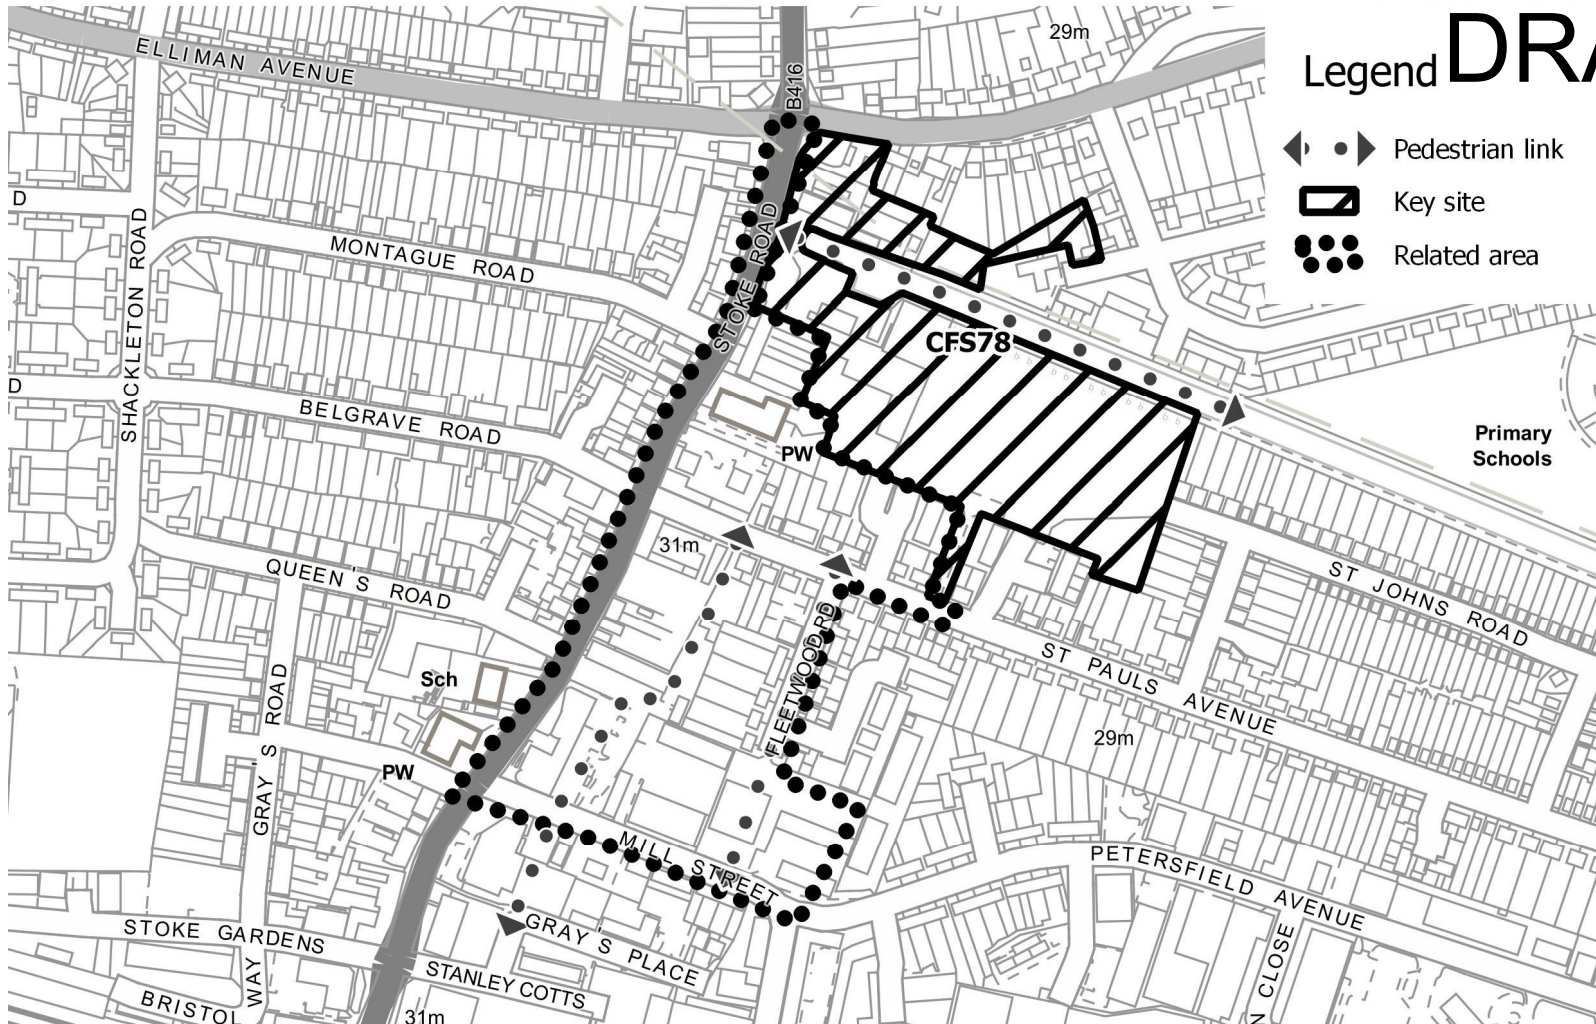 29m
Legend
DRA
ELLIMAN AVENUE
B416
Pedestrian link
Key site
Related area
D
SHACKLETON ROAD
MONTAGUE ROAD
STOKE ROAD
CFS78
D
BELGRAVE ROAD
PW
Primary
Schools
31m
QUEEN'S ROAD
ST JOHNS ROAD
FLEETWOOD RD
ST PAULS AVENUE
Sch
GRAY S ROAD
29m
PW
MILL STREET
PETERSFIELD AVENUE
STOKE GARDENS
GRAY'S PLACE
STANLEY COTTS
WAY
BRISTOL
31m
N CLOSE